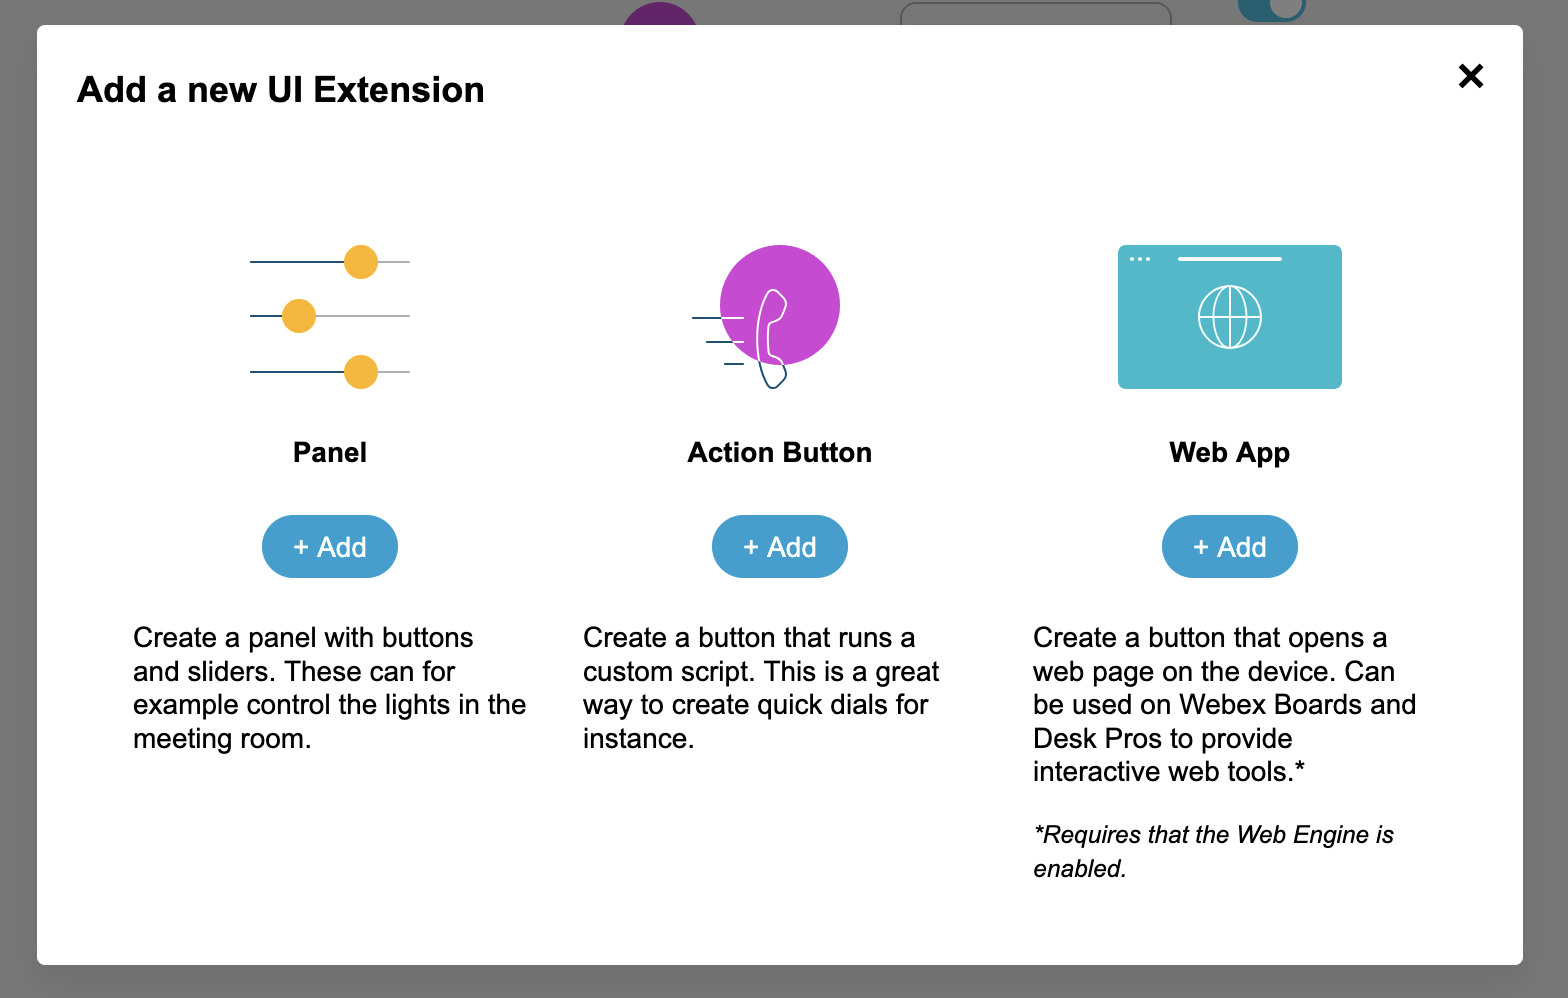 Add a new UI Extension
Panel
+ Add
Create a panel with buttons
and sliders. These can for
example control the lights in the
meeting room.
Action Button
+ Add
Create a button that runs a
custom script. This is a great
way to create quick dials for
instance.
Web App
+ Add
Create a button that opens a
web page on the device. Can
be used on Webex Boards and
Desk Pros to provide
interactive web tools.*
*Requires that the Web Engine is
enabled.